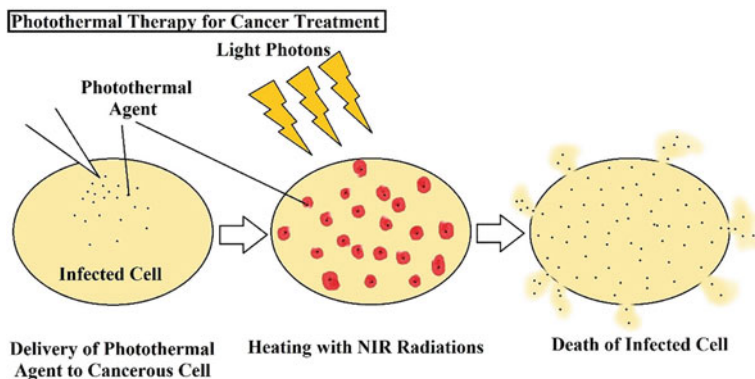 Photothermal Therapy for Cancer Treatment
Light Photons
Photothermal
Agent
Infected Cell
Delivery of Photothermal
Agent to Cancerous Cell
Heating with NIR Radiations
Death of Infected Cell